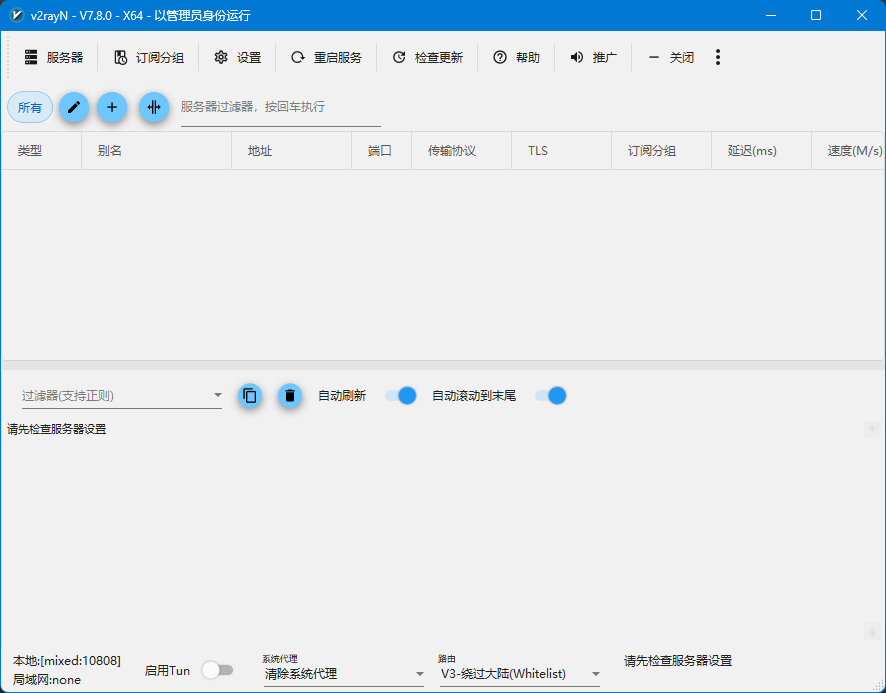 v2rayN - V7.8.0 - X64 - 以管理员身份运行
服务器 订阅分组 设置 重启服务 检查更新 帮助 推广 关闭
所有 服务器过滤器，按回车执行
类型 别名 地址 端口 传输协议 TLS 订阅分组 延迟(ms) 速度(M/s)
过滤器(支持正则) 自动刷新 自动滚动到末尾
请先检查服务器设置
本地:[mixed:10808]
局域网:none
启用Tun
系统代理
清除系统代理
路由
V3-绕过大陆(Whitelist)
请先检查服务器设置